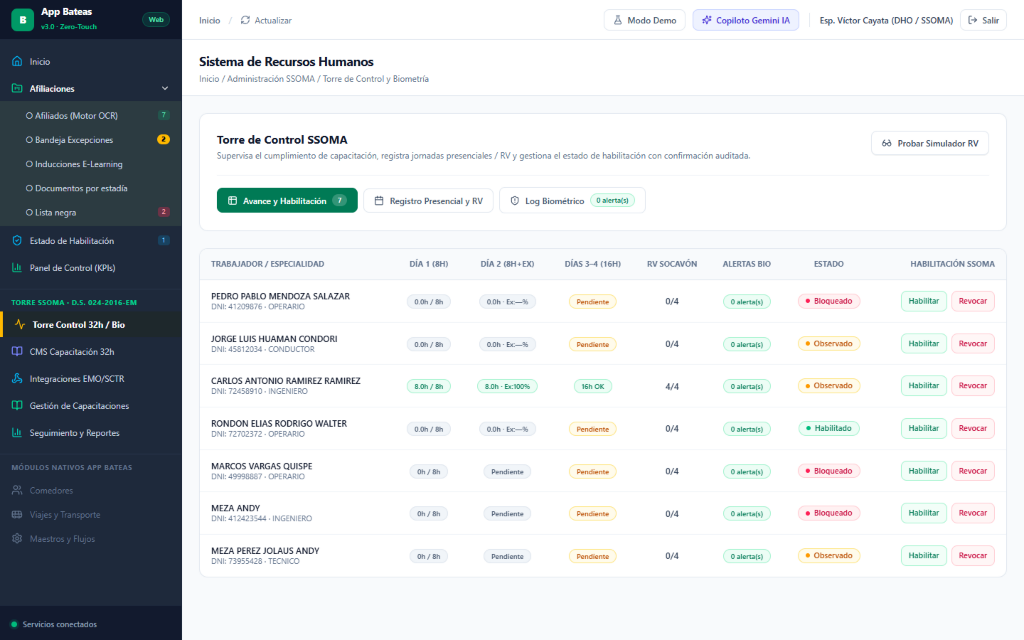 App Bateas
B
v3.0 · Zero-Touch
Web
Inicio
Afiliaciones
Afiliados (Motor OCR) 7
Bandeja Excepciones 2
Inducciones E-Learning
Documentos por estadía
Lista negra 2
Estado de Habilitación 1
Panel de Control (KPIs)
TORRE SSOMA - D.S. 024-2016-EM
Torre Control 32h / Bio
CMS Capacitación 32h
Integraciones EMO/SCTR
Gestión de Capacitaciones
Seguimiento y Reportes
MÓDULOS NATIVOS APP BATEAS
Comedores
Viajes y Transporte
Maestros y Flujos
Servicios conectados
Inicio / Actualizar
Modo Demo
Copiloto Gemini IA
Esp. Víctor Cayata (DHO / SSOMA)
Salir
Sistema de Recursos Humanos
Inicio / Administración SSOMA / Torre de Control y Biometría
Torre de Control SSOMA
Supervisa el cumplimiento de capacitación, registra jornadas presenciales / RV y gestiona el estado de habilitación con confirmación auditada.
Probar Simulador RV
Avance y Habilitación 7
Registro Presencial y RV
Log Biométrico 0 alerta(s)
TRABAJADOR / ESPECIALIDAD DÍA 1 (8H) DÍA 2 (8H+EX) DÍAS 3-4 (16H) RV SOCAVÓN ALERTAS BIO ESTADO HABILITACIÓN SSOMA
PEDRO PABLO MENDOZA SALAZAR
DNI: 41209876 - OPERARIO
0.0h / 8h 0.0h · Ex:—% Pendiente 0/4 0 alerta(s) Bloqueado Habilitar Revocar
JORGE LUIS HUAMAN CONDORI
DNI: 45812034 - CONDUCTOR
0.0h / 8h 0.0h · Ex:—% Pendiente 0/4 0 alerta(s) Observado Habilitar Revocar
CARLOS ANTONIO RAMIREZ RAMIREZ
DNI: 72458910 - INGENIERO
8.0h / 8h 8.0h · Ex:100% 16h OK 4/4 0 alerta(s) Observado Habilitar Revocar
RONDON ELIAS RODRIGO WALTER
DNI: 72702372 - OPERARIO
0.0h / 8h 0.0h · Ex:—% Pendiente 0/4 0 alerta(s) Habilitado Habilitar Revocar
MARCOS VARGAS QUISPE
DNI: 49998887 - OPERARIO
0h / 8h Pendiente Pendiente 0/4 0 alerta(s) Bloqueado Habilitar Revocar
MEZA ANDY
DNI: 412423544 - INGENIERO
0h / 8h Pendiente Pendiente 0/4 0 alerta(s) Bloqueado Habilitar Revocar
MEZA PEREZ JOLAUS ANDY
DNI: 73955428 - TECNICO
0h / 8h Pendiente Pendiente 0/4 0 alerta(s) Observado Habilitar Revocar